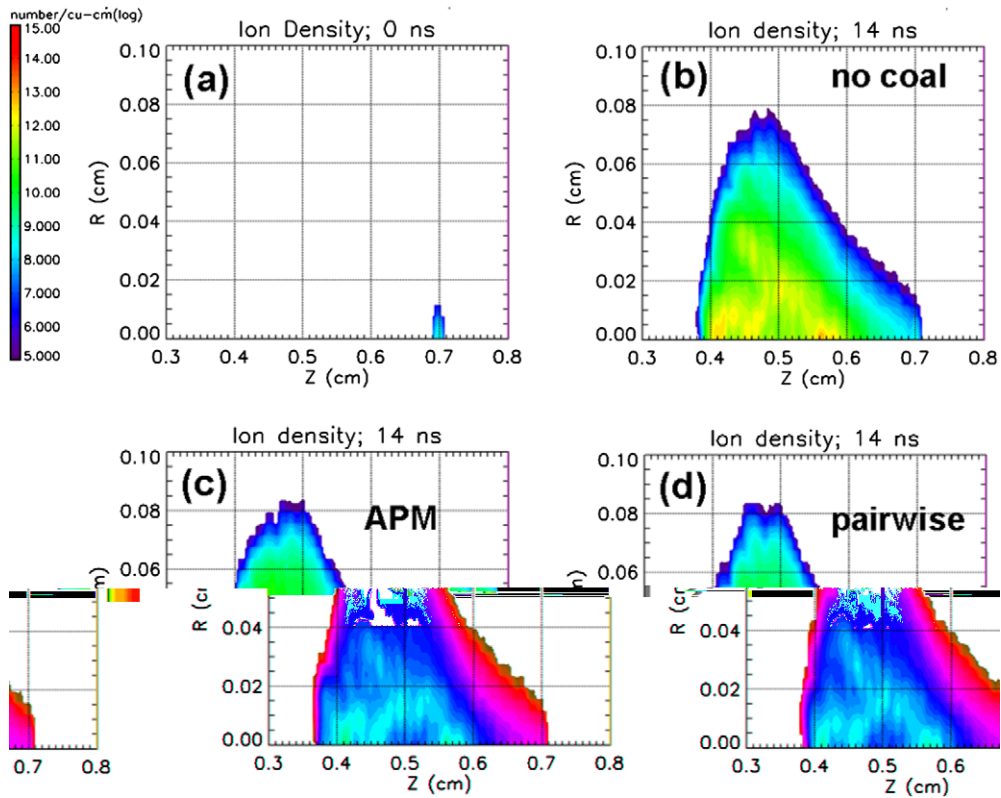 number/cu-cm(log)
15.00
14.00
12.00
11.00
10.00
9.000
8.000
7.000
6.000
5.000
Ion Density; 0 ns
(a)
0.10
0.08
0.06
0.04
0.02
0.00
R (cm)
0.3 0.4 0.5 0.6 0.7 0.8
Z (cm)
Ion density; 14 ns
(b)
no coal
0.10
0.08
0.06
0.04
0.02
0.00
R (cm)
0.3 0.4 0.5 0.6 0.7 0.8
Z (cm)
Ion density; 14 ns
(c)
APM
0.10
0.08
0.06
0.04
0.02
0.00
0.3 0.4 0.5 0.6 0.7 0.8
Z (cm)
Ion density; 14 ns
(d)
pairwise
0.10
0.08
0.06
0.04
0.02
0.00
0.3 0.4 0.5 0.6
Z (cm)
0.7 0.8